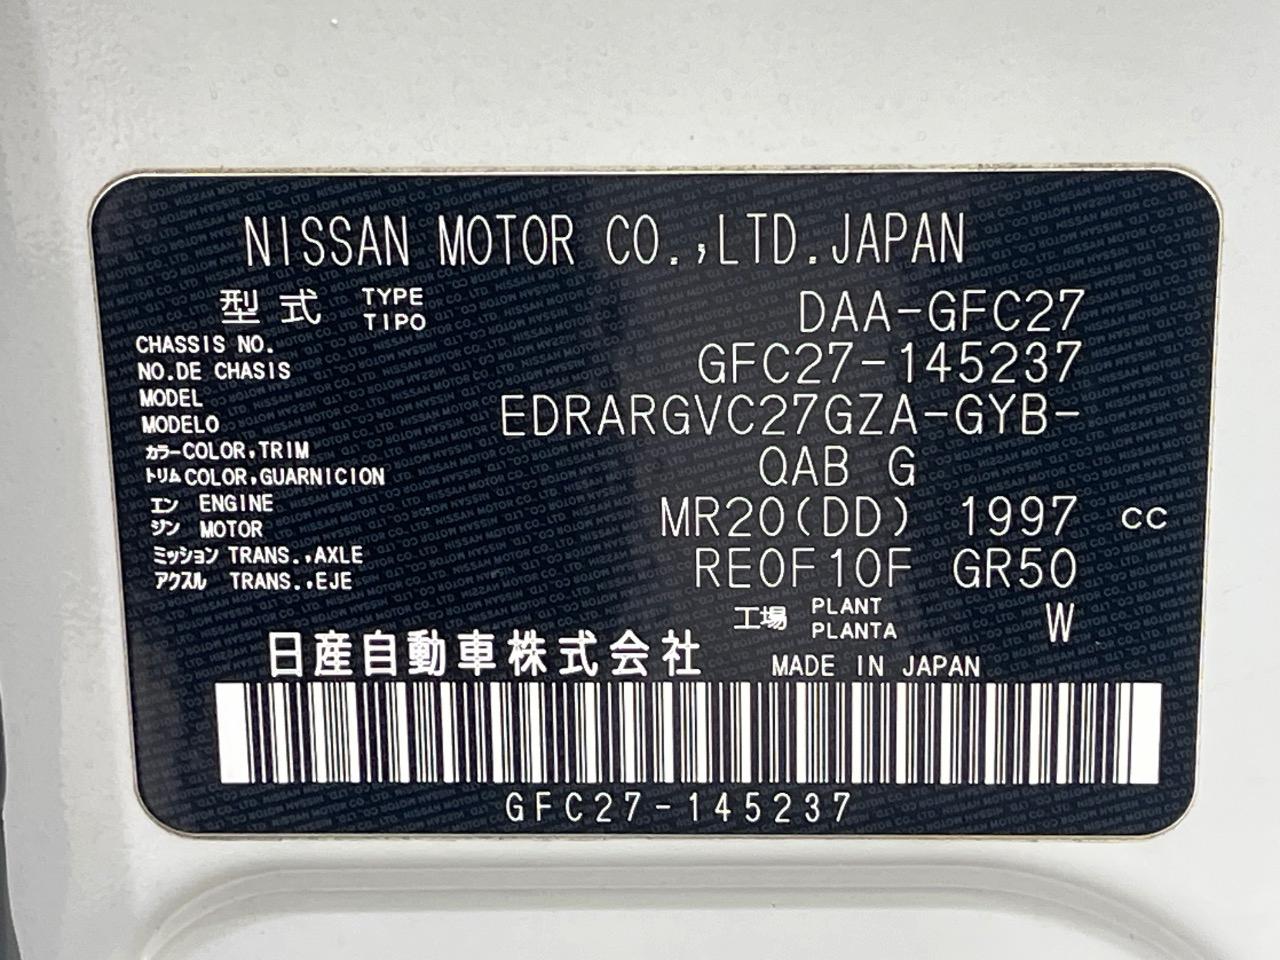 NISSAN MOTOR CO.,LTD.JAPAN
型式 TYPE TIPO DAA-GFC27
CHASSIS NO. NO.DE CHASIS GFC27-145237
MODEL MODELO EDRARGVC27GZA-GYB-
カラー COLOR,TRIM トリム COLOR,GUARNICION QAB G
エンジン ENGINE MOTOR MR20(DD) 1997 cc
ミッション TRANS.,AXLE アクスル TRANS.,EJE RE0F10F GR50
工場 PLANT PLANTA W
日産自動車株式会社 MADE IN JAPAN
GFC27-145237